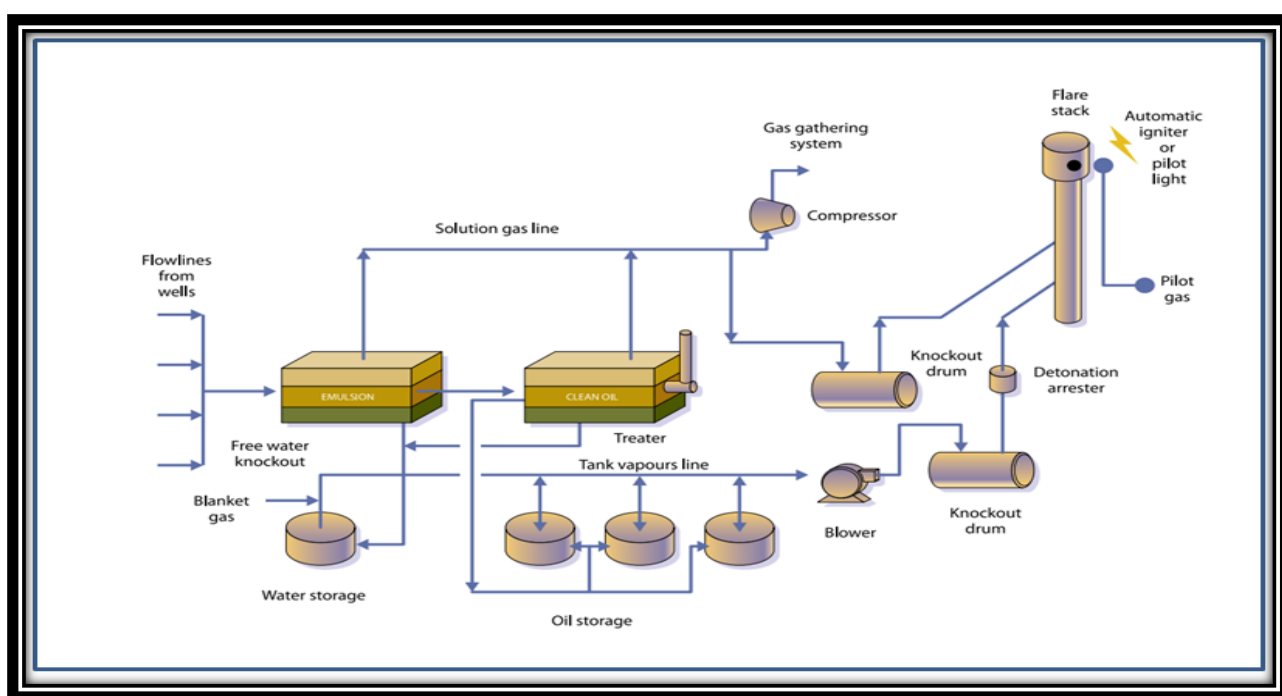 Flare
stack
Automatic
igniter
or
pilot
light
Gas gathering
system
Compressor
Solution gas line
Flowlines
from
wells
Pilot
gas
Knockout
drum
Detonation
arrester
EMULSION
CLEAN OIL
Free water
knockout
Treater
Tank vapours line
Blanket
gas
Blower
Knockout
drum
Water storage
Oil storage